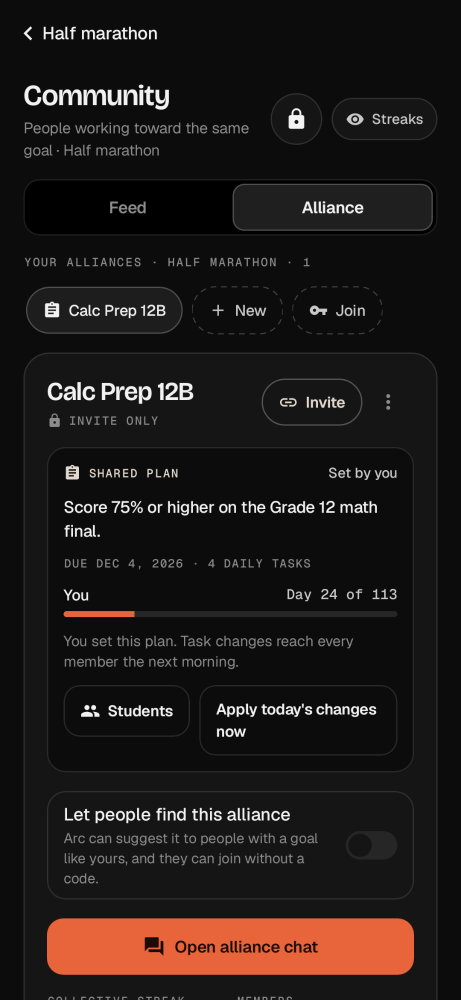 Half marathon
Community
People working toward the same
goal · Half marathon
Streaks
Feed
Alliance
YOUR ALLIANCES · HALF MARATHON · 1
Calc Prep 12B
New
Join
Calc Prep 12B
INVITE ONLY
Invite
SHARED PLAN
Set by you
Score 75% or higher on the Grade 12 math
final.
DUE DEC 4, 2026 · 4 DAILY TASKS
You
Day 24 of 113
You set this plan. Task changes reach every
member the next morning.
Students
Apply today's changes
now
Let people find this alliance
Arc can suggest it to people with a goal
like yours, and they can join without a
code.
Open alliance chat
COLLECTIVE STREAK
MEMBERS